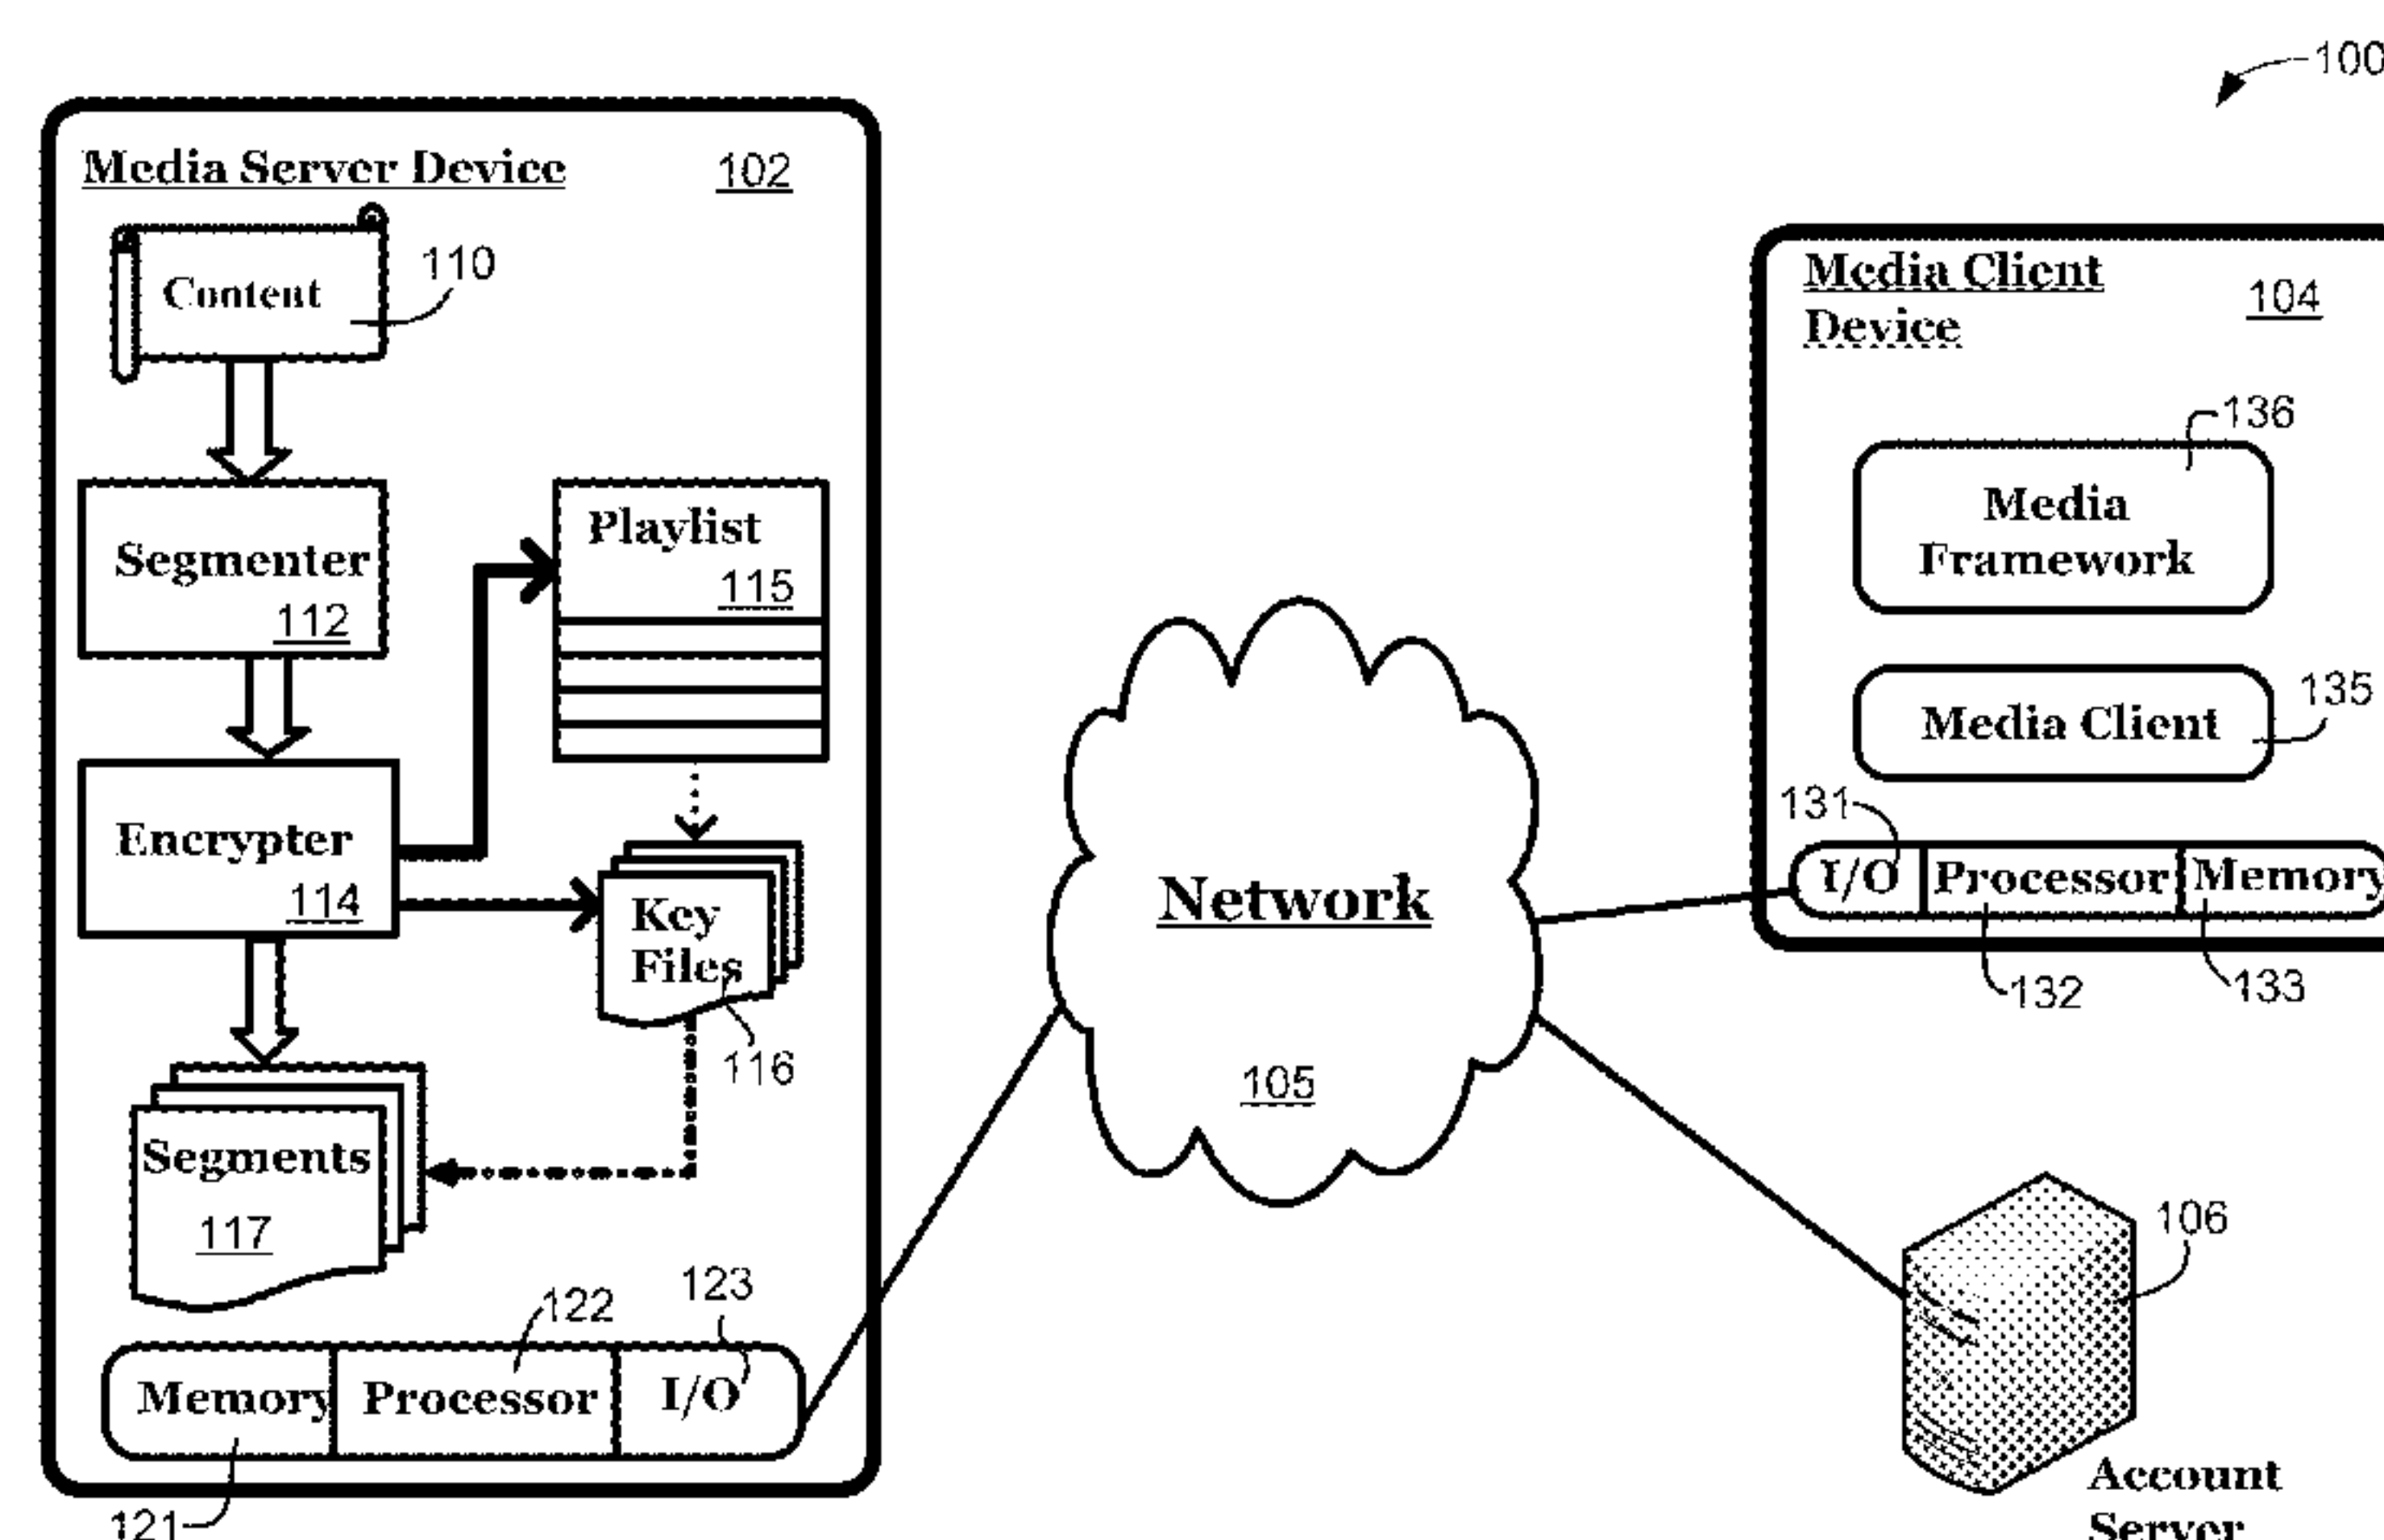 100
Media Server Device
102
Content
110
Segmenter
112
Playlist
115
Encrypter
114
Key
Files
116
Segments
117
Memory
Processor
I/O
121
122
123
Network
105
Media Client
Device
104
136
Media
Framework
135
Media Client
131
I/O
Processor
Memory
132
133
106
Account
Server